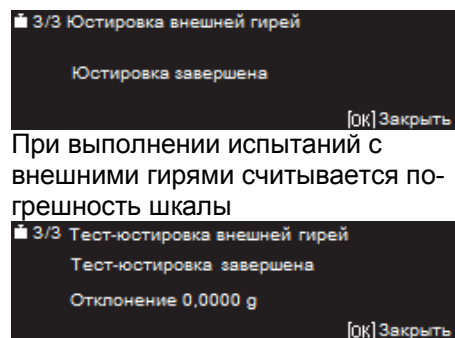 3/3 Юстировка внешней гирей
Юстировка завершена
[OK] Закрыть
При выполнении испытаний с
внешними гирями считывается по-
грешность шкалы
3/3 Тест-юстировка внешней гирей
Тест-юстировка завершена
Отклонение 0,0000 g
[OK] Закрыть